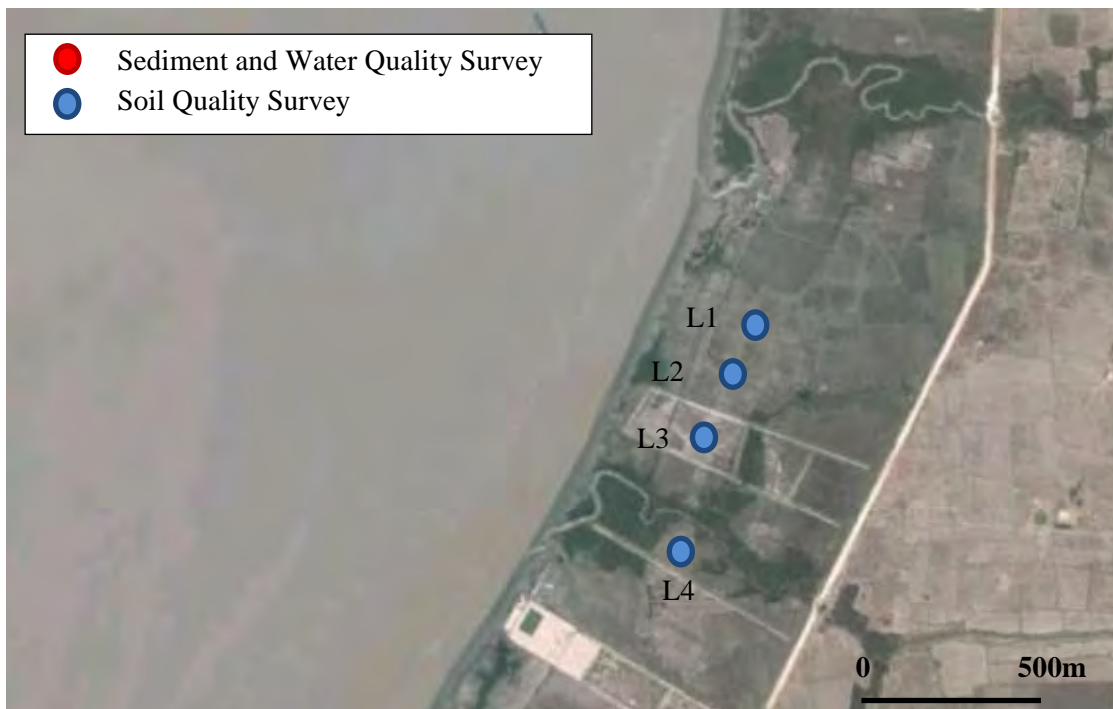 Sediment and Water Quality Survey
Soil Quality Survey
L1
L2
L3
L4
0 500m